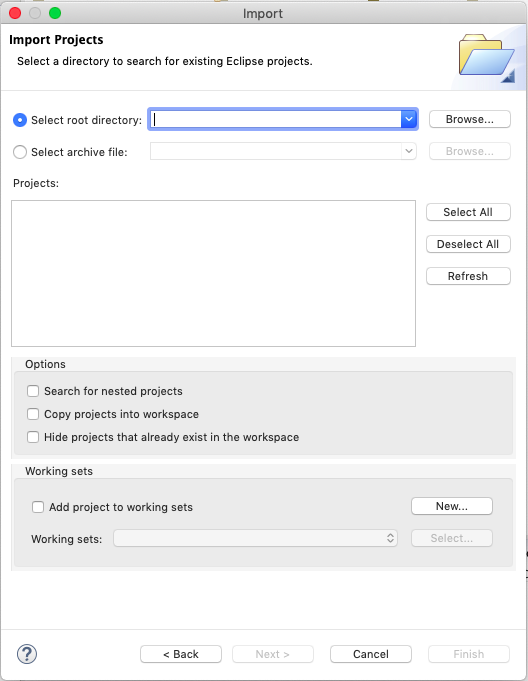 Import
Import Projects
Select a directory to search for existing Eclipse projects.
Select root directory:
Browse...
Select archive file:
Browse...
Projects:
Select All
Deselect All
Refresh
Options
Search for nested projects
Copy projects into workspace
Hide projects that already exist in the workspace
Working sets
Add project to working sets
New...
Working sets:
Select...
?
< Back
Next >
Cancel
Finish